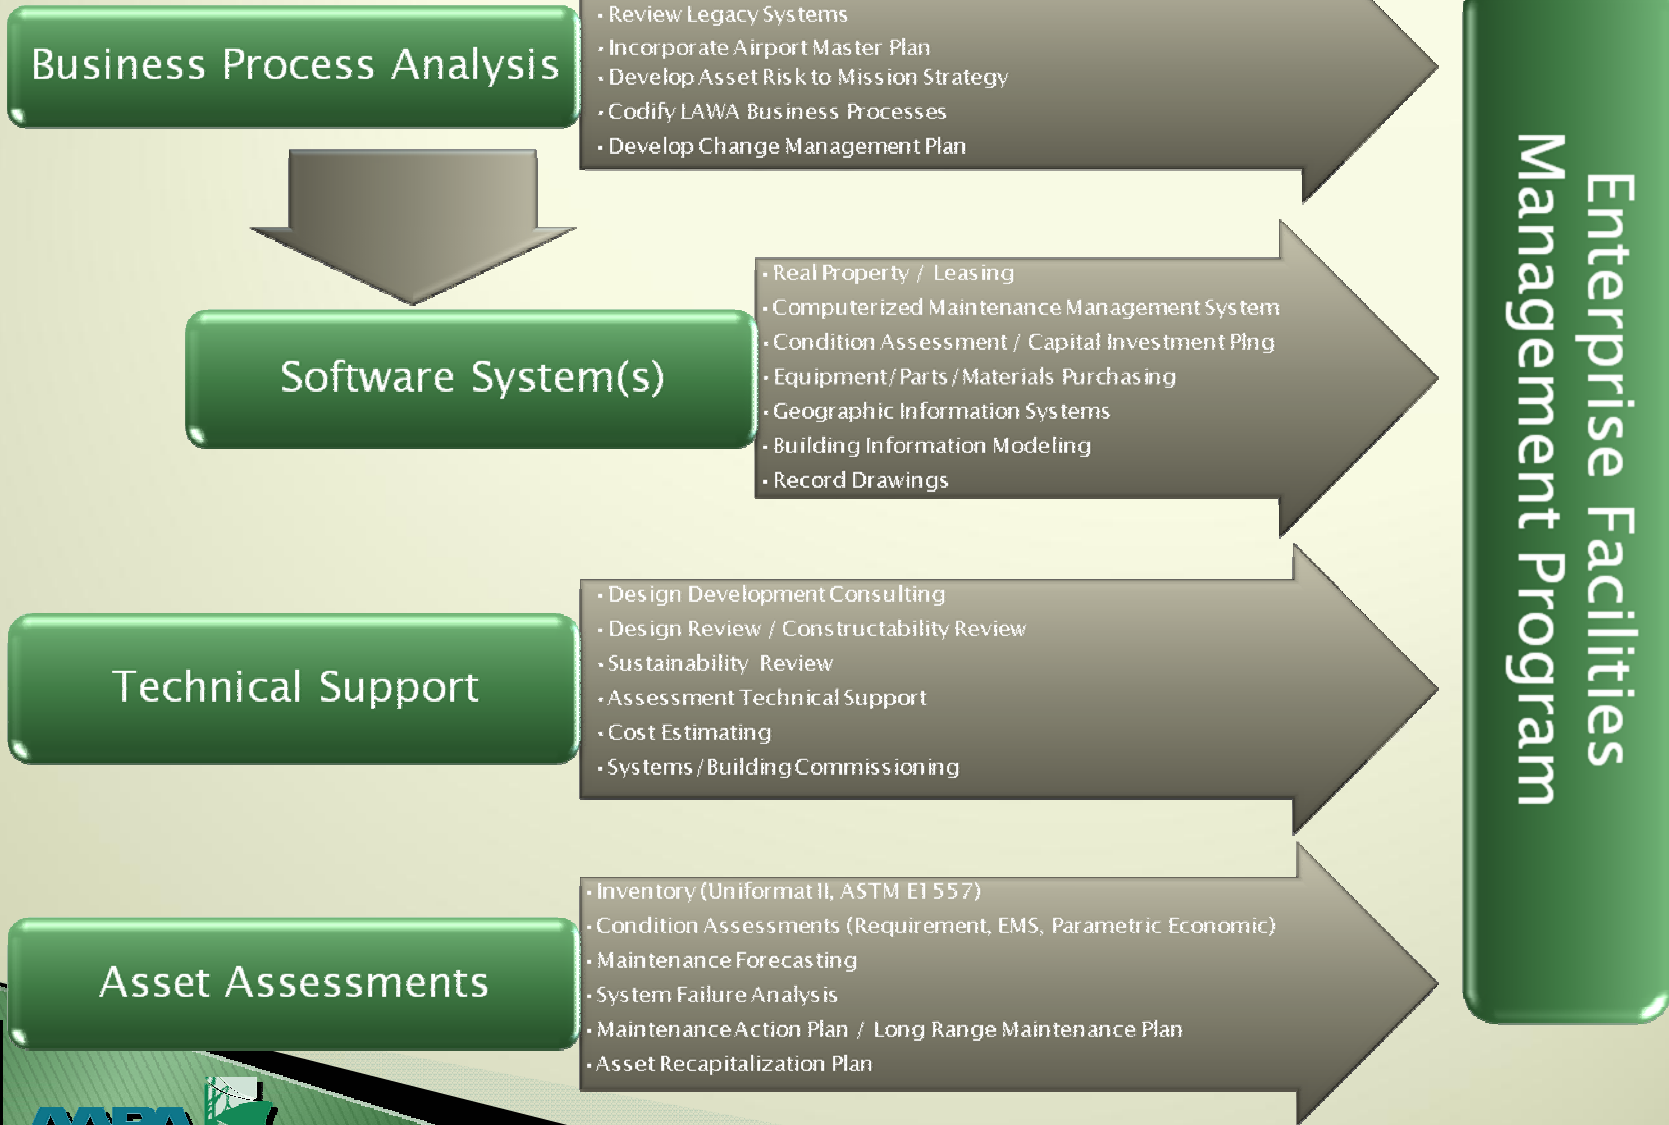 Business Process Analysis
• Review Legacy Systems
• Incorporate Airport Master Plan
• Develop Asset Risk to Mission Strategy
• Codify LAWA Business Processes
• Develop Change Management Plan
Software System(s)
• Real Property / Leasing
• Computerized Maintenance Management System
• Condition Assessment / Capital Investment Plng
• Equipment/Parts/Materials Purchasing
• Geographic Information Systems
• Building Information Modeling
• Record Drawings
Technical Support
• Design Development Consulting
• Design Review / Constructability Review
• Sustainability Review
• Assessment Technical Support
• Cost Estimating
• Systems/Building Commissioning
Asset Assessments
• Inventory (Uniformat II, ASTM E1557)
• Condition Assessments (Requirement, EMS, Parametric Economic)
• Maintenance Forecasting
• System Failure Analysis
• Maintenance Action Plan / Long Range Maintenance Plan
• Asset Recapitalization Plan
Enterprise Facilities
Management Program